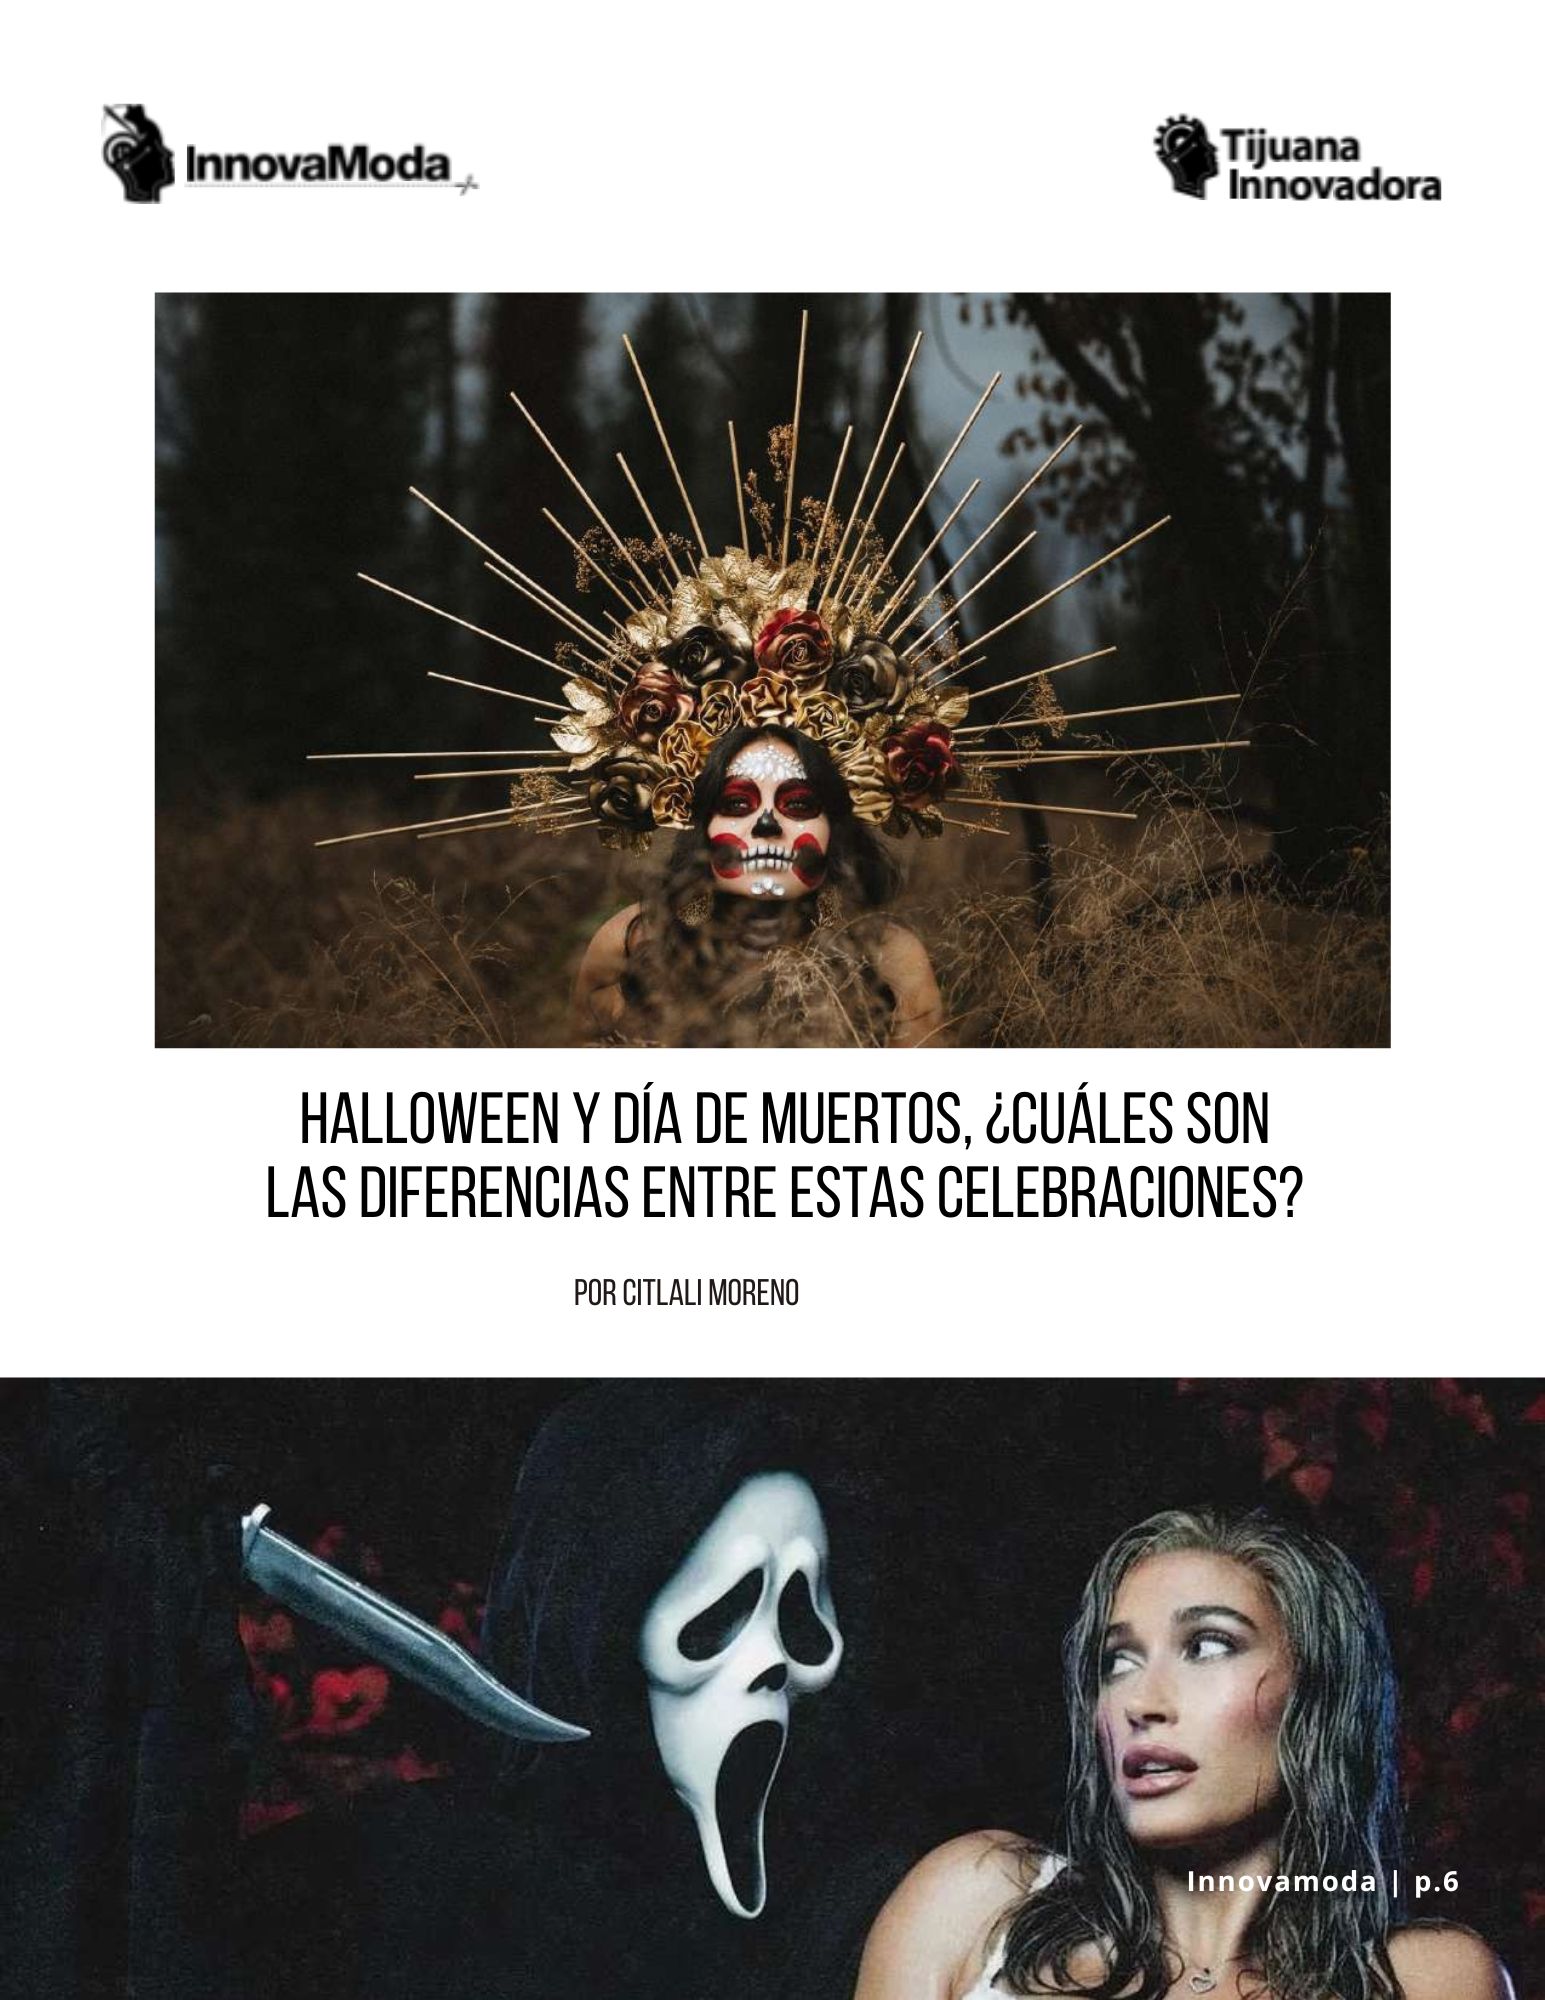 InnovaModa
Tijuana
Innovadora
HALLOWEEN Y DÍA DE MUERTOS, ¿CUÁLES SON
LAS DIFERENCIAS ENTRE ESTAS CELEBRACIONES?
POR CITLALI MORENO
Innovamoda | p.6